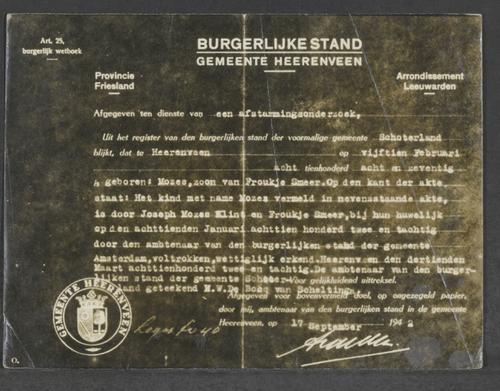 Art. 25,
burgerlijk wetboek
BURGERLIJKE STAND
GEMEENTE HEERENVEEN
Provincie
Friesland
Arrondissement
Leeuwarden
Afgegeven ten dienste van een afstammingsonderzoek,
Uit het register van den burgerlijken stand der voormalige gemeente Schoterland
blijkt, dat te Heerenveen op vijftien Februari
acht tienhonderd acht en zeventig
is geboren: Mozes, zoon van Froukje Smeer. Op den kant der akte
staat: Het kind met name Mozes vermeld in nevenstaande akte,
is door Joseph Mozes Klint en Froukje Smeer, bij hun huwelijk
op den achttienden Januari achttien honderd twee en tachtig
door den ambtenaar van den burgerlijken stand der gemeente
Amsterdam, voltrokken, wettiglijk erkend. Heerenveen den dertienden
Maart achttienhonderd twee en tachtig. De ambtenaar van den burger-
lijken stand der gemeente Schoter- Voor gelijkluidend uittreksel.
land geteekend M.W. De Bocq van Scheltinga
Afgegeven voor bovenvermeld doel, op ongezegeld papier,
door mij, ambtenaar van den burgerlijken stand in de gemeente
Heerenveen, op 17 September 1942
GEMEENTE HEERENVEEN
O.